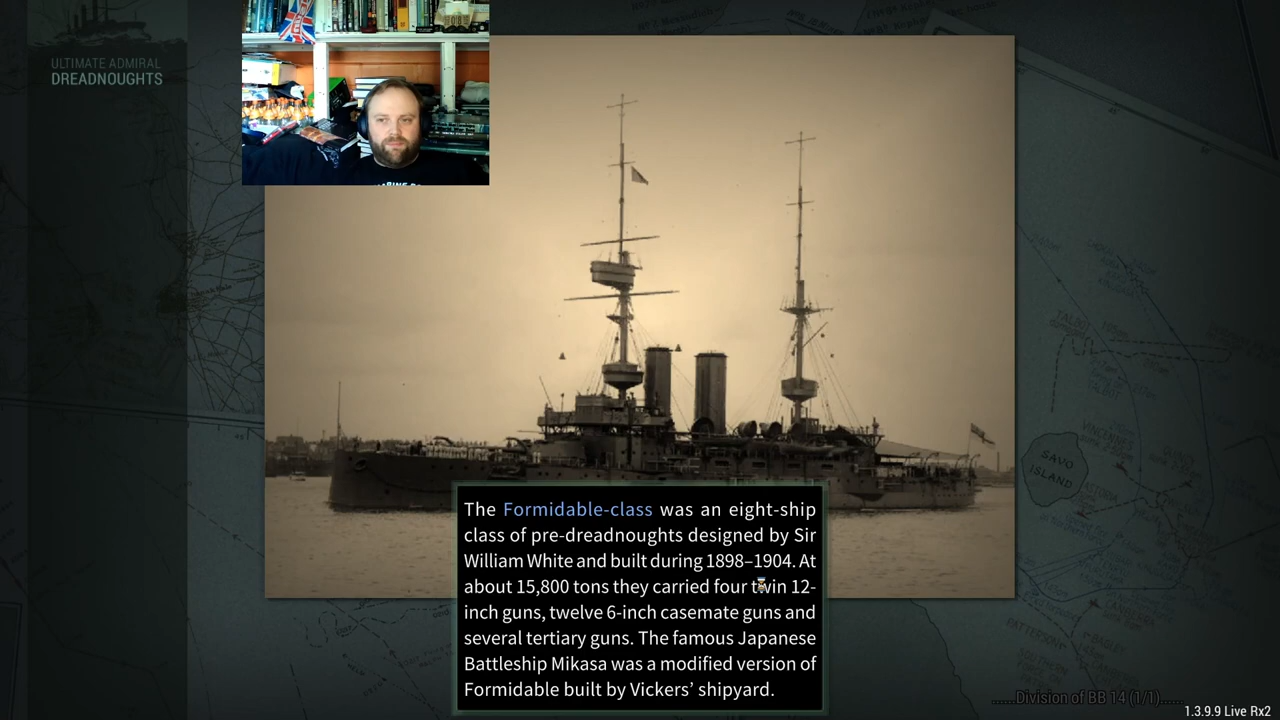 ULTIMATE ADMIRAL
DREADNOUGHTS
SAVO
ISLAND
The Formidable-class was an eight-ship
class of pre-dreadnoughts designed by Sir
William White and built during 1898–1904. At
about 15,800 tons they carried four twin 12-
inch guns, twelve 6-inch casemate guns and
several tertiary guns. The famous Japanese
Battleship Mikasa was a modified version of
Formidable built by Vickers’ shipyard.
......Division of BB 14 (1/1)......
1.3.9.9 Live Rx2